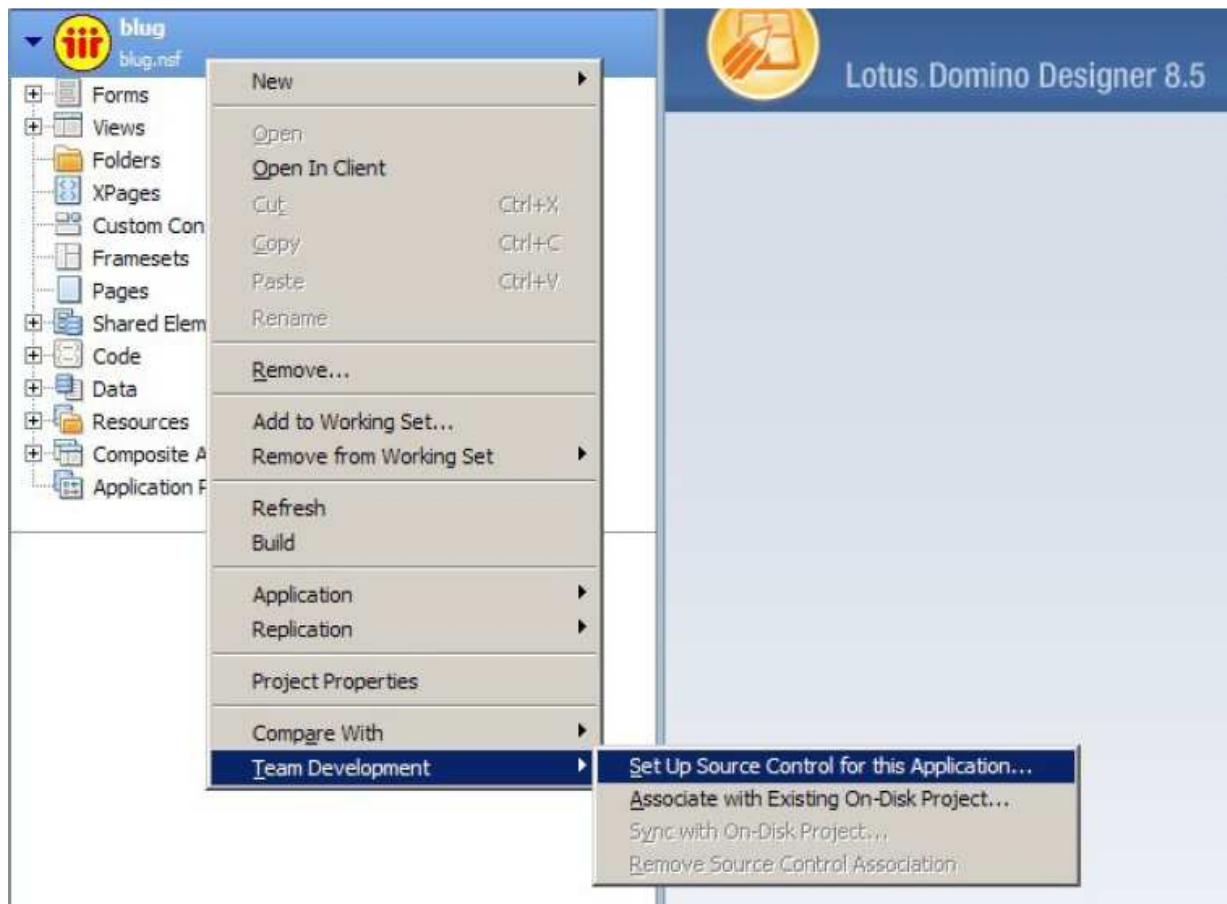 blug
blug.nsf
Forms
Views
Folders
XPages
Custom Con
Framesets
Pages
Shared Elem
Code
Data
Resources
Composite A
Application P
New
Open
Open In Client
Cut Ctrl+X
Copy Ctrl+C
Paste Ctrl+V
Rename
Remove...
Add to Working Set...
Remove from Working Set
Refresh
Build
Application
Replication
Project Properties
Compare With
Team Development
Set Up Source Control for this Application...
Associate with Existing On-Disk Project...
Sync with On-Disk Project...
Remove Source Control Association
Lotus Domino Designer 8.5